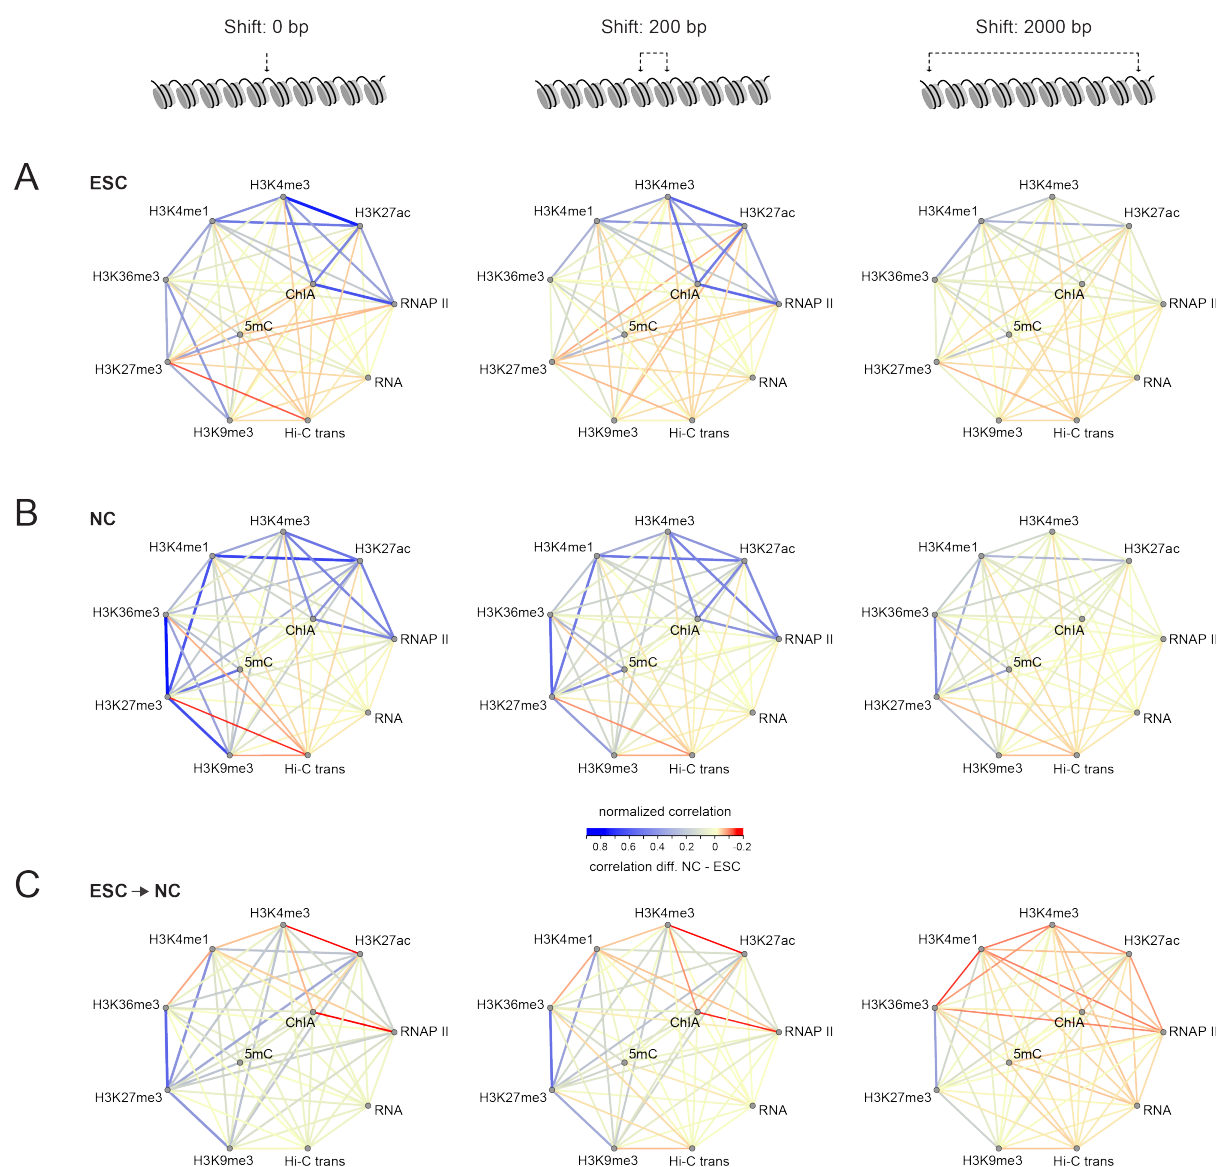 Shift: 0 bp
Shift: 200 bp
Shift: 2000 bp
A
ESC
H3K4me3
H3K4me1
H3K27ac
H3K36me3
ChIA
RNAP II
5mC
H3K27me3
RNA
H3K9me3
Hi-C trans
H3K4me3
H3K4me1
H3K27ac
H3K36me3
ChIA
RNAP II
5mC
H3K27me3
RNA
H3K9me3
Hi-C trans
H3K4me3
H3K4me1
H3K27ac
H3K36me3
ChIA
RNAP II
5mC
H3K27me3
RNA
H3K9me3
Hi-C trans
B
NC
H3K4me3
H3K4me1
H3K27ac
H3K36me3
ChIA
RNAP II
5mC
H3K27me3
RNA
H3K9me3
Hi-C trans
H3K4me3
H3K4me1
H3K27ac
H3K36me3
ChIA
RNAP II
5mC
H3K27me3
RNA
H3K9me3
Hi-C trans
H3K4me3
H3K4me1
H3K27ac
H3K36me3
ChIA
RNAP II
5mC
H3K27me3
RNA
H3K9me3
Hi-C trans
normalized correlation
0.8 0.6 0.4 0.2 0 -0.2
correlation diff. NC - ESC
C
ESC → NC
H3K4me3
H3K4me1
H3K27ac
H3K36me3
ChIA
RNAP II
5mC
H3K27me3
RNA
H3K9me3
Hi-C trans
H3K4me3
H3K4me1
H3K27ac
H3K36me3
ChIA
RNAP II
5mC
H3K27me3
RNA
H3K9me3
Hi-C trans
H3K4me3
H3K4me1
H3K27ac
H3K36me3
ChIA
RNAP II
5mC
H3K27me3
RNA
H3K9me3
Hi-C trans